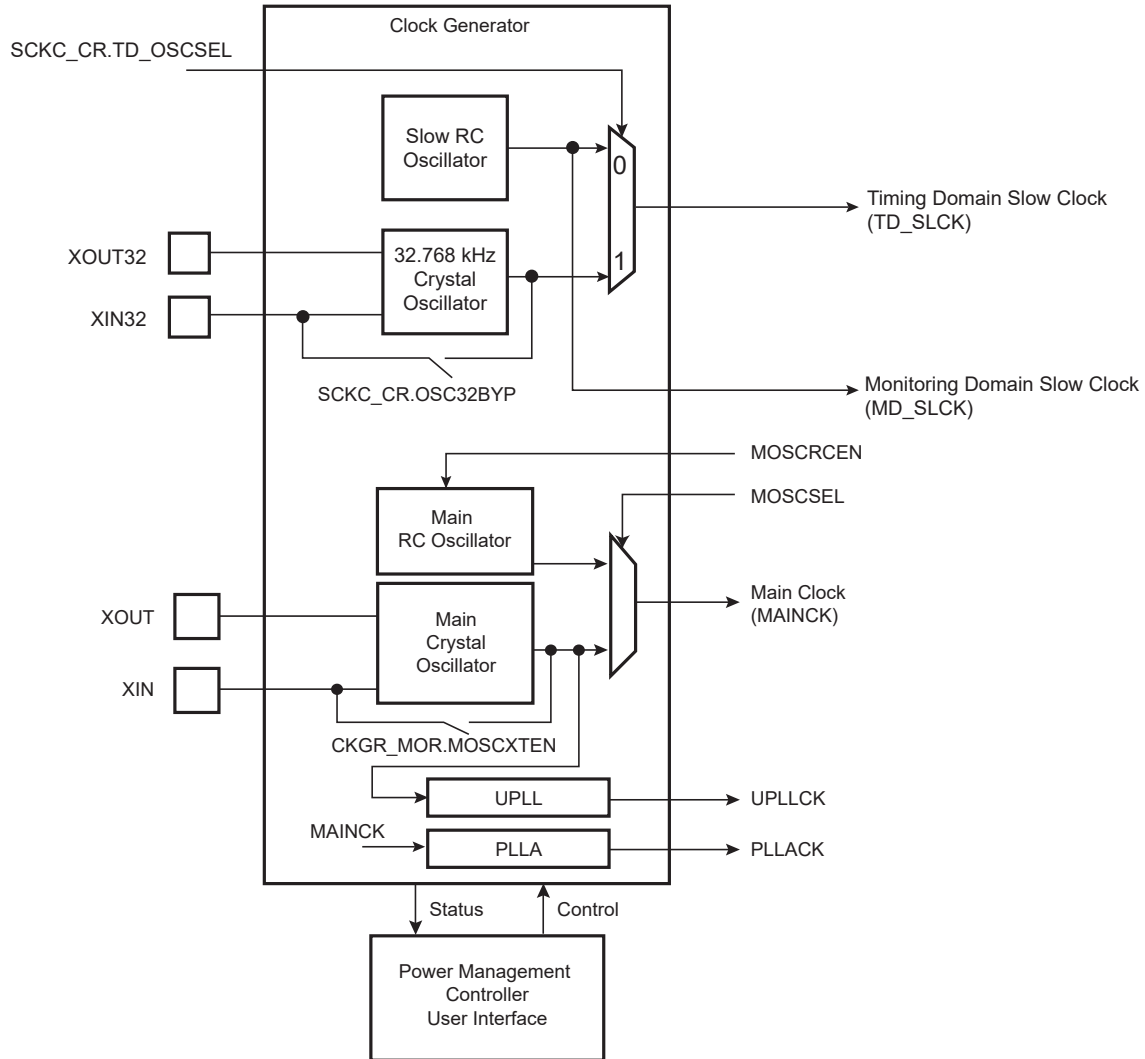 Clock Generator
SCKC_CR.TD_OSCSEL
Slow RC
Oscillator
0
Timing Domain Slow Clock
(TD_SLCK)
XOUT32
32.768 kHz
Crystal
Oscillator
1
XIN32
SCKC_CR.OSC32BYP
Monitoring Domain Slow Clock
(MD_SLCK)
MOSCRCEN
MOSCSEL
Main
RC Oscillator
Main Clock
(MAINCK)
XOUT
Main
Crystal
Oscillator
XIN
CKGR_MOR.MOSCXTEN
UPLL
UPLLCK
MAINCK
PLLA
PLLACK
Status
Control
Power Management
Controller
User Interface